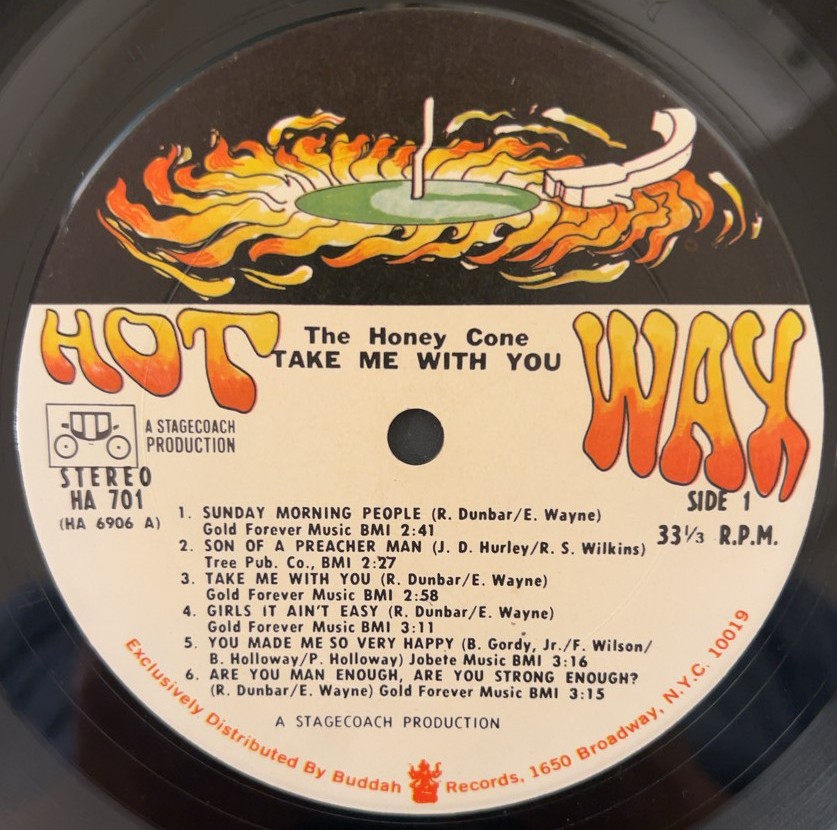 HOT
WAX
The Honey Cone
TAKE ME WITH YOU
A STAGECOACH
PRODUCTION
STEREO
HA 701
(HA 6906 A)
SIDE 1
33⅓ R.P.M.
1. SUNDAY MORNING PEOPLE (R. Dunbar/E. Wayne)
Gold Forever Music BMI 2:41
2. SON OF A PREACHER MAN (J. D. Hurley/R. S. Wilkins)
Tree Pub. Co., BMI 2:27
3. TAKE ME WITH YOU (R. Dunbar/E. Wayne)
Gold Forever Music BMI 2:58
4. GIRLS IT AIN'T EASY (R. Dunbar/E. Wayne)
Gold Forever Music BMI 3:11
5. YOU MADE ME SO VERY HAPPY (B. Gordy, Jr./F. Wilson/
B. Holloway/P. Holloway) Jobete Music BMI 3:16
6. ARE YOU MAN ENOUGH, ARE YOU STRONG ENOUGH?
(R. Dunbar/E. Wayne) Gold Forever Music BMI 3:15
A STAGECOACH PRODUCTION
Exclusively Distributed By Buddah Records, 1650 Broadway, N.Y.C. 10019